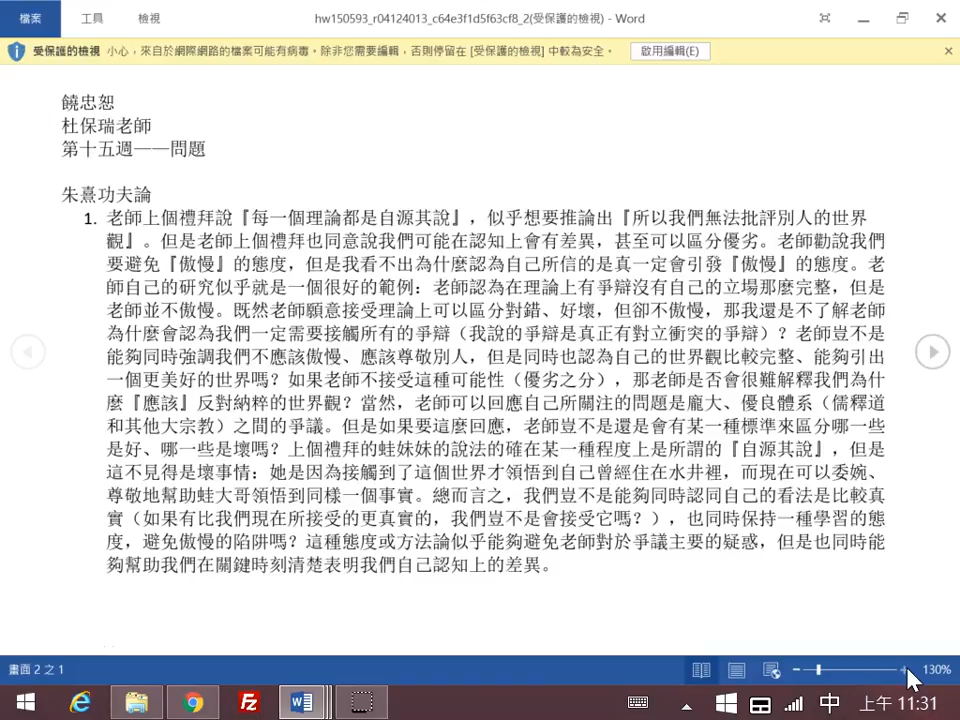 檔案 工具 檢視 hw150593_r04124013_c64e3f1d5f63cf8_2(受保護的檢視) - Word
受保護的檢視 小心，來自於網際網路的檔案可能有病毒。除非您需要編輯，否則停留在 [受保護的檢視] 中較為安全。 啟用編輯(E)
饒忠恕
杜保瑞老師
第十五週——問題
朱熹功夫論
1. 老師上個禮拜說『每一個理論都是自源其說』，似乎想要推論出『所以我們無法批評別人的世界
觀』。但是老師上個禮拜也同意說我們可能在認知上會有差異，甚至可以區分優劣。老師勸說我們
要避免『傲慢』的態度，但是我看不出為什麼認為自己所信的是真一定會引發『傲慢』的態度。老
師自己的研究似乎就是一個很好的範例：老師認為在理論上有爭辯沒有自己的立場那麼完整，但是
老師並不傲慢。既然老師願意接受理論上可以區分對錯、好壞，但卻不傲慢，那我還是不了解老師
為什麼會認為我們一定需要接觸所有的爭辯（我說的爭辯是真正有對立衝突的爭辯）？老師豈不是
能夠同時強調我們不應該傲慢、應該尊敬別人，但是同時也認為自己的世界觀比較完整、能夠引出
一個更美好的世界嗎？如果老師不接受這種可能性（優劣之分），那老師是否會很難解釋我們為什
麼『應該』反對納粹的世界觀？當然，老師可以回應自己所關注的問題是龐大、優良體系（儒釋道
和其他大宗教）之間的爭議。但是如果要這麼回應，老師豈不是還是會有某一種標準來區分哪一些
是好、哪一些是壞嗎？上個禮拜的蛙妹妹的說法的確在某一種程度上是所謂的『自源其說』，但是
這不見得是壞事情：她是因為接觸到了這個世界才領悟到自己曾經住在水井裡，而現在可以委婉、
尊敬地幫助蛙大哥領悟到同樣一個事實。總而言之，我們豈不是能夠同時認同自己的看法是比較真
實（如果有比我們現在所接受的更真實的，我們豈不是會接受它嗎？），也同時保持一種學習的態
度，避免傲慢的陷阱嗎？這種態度或方法論似乎能夠避免老師對於爭議主要的疑惑，但是也同時能
夠幫助我們在關鍵時刻清楚表明我們自己認知上的差異。
畫面 2 之 1 130%
中 上午 11:31